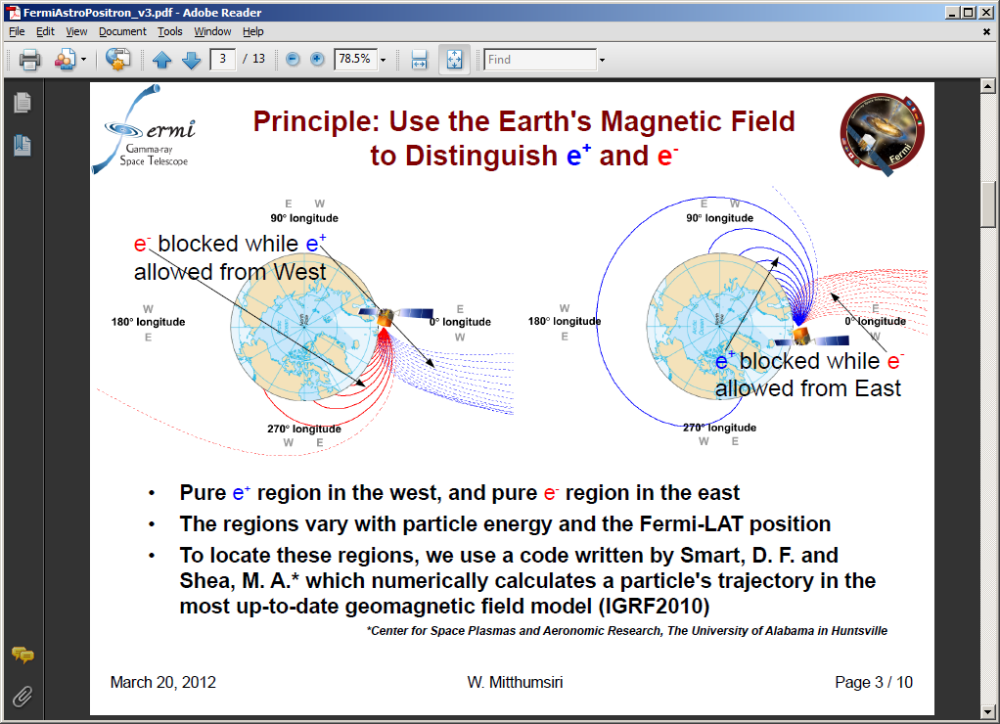 FermiAstroPositron_v3.pdf - Adobe Reader
File Edit View Document Tools Window Help
3 / 13 78.5% Find
Fermi
Gamma-ray
Space Telescope
Principle: Use the Earth's Magnetic Field
to Distinguish e+ and e-
Fermi
E W
90° longitude
e- blocked while e+
allowed from West
W
180° longitude
E
E
0° longitude
W
270° longitude
W E
E W
90° longitude
W
180° longitude
E
E
0° longitude
W
e+ blocked while e-
allowed from East
270° longitude
W E
• Pure e+ region in the west, and pure e- region in the east
• The regions vary with particle energy and the Fermi-LAT position
• To locate these regions, we use a code written by Smart, D. F. and
Shea, M. A.* which numerically calculates a particle's trajectory in the
most up-to-date geomagnetic field model (IGRF2010)
*Center for Space Plasmas and Aeronomic Research, The University of Alabama in Huntsville
March 20, 2012 W. Mitthumsiri Page 3 / 10